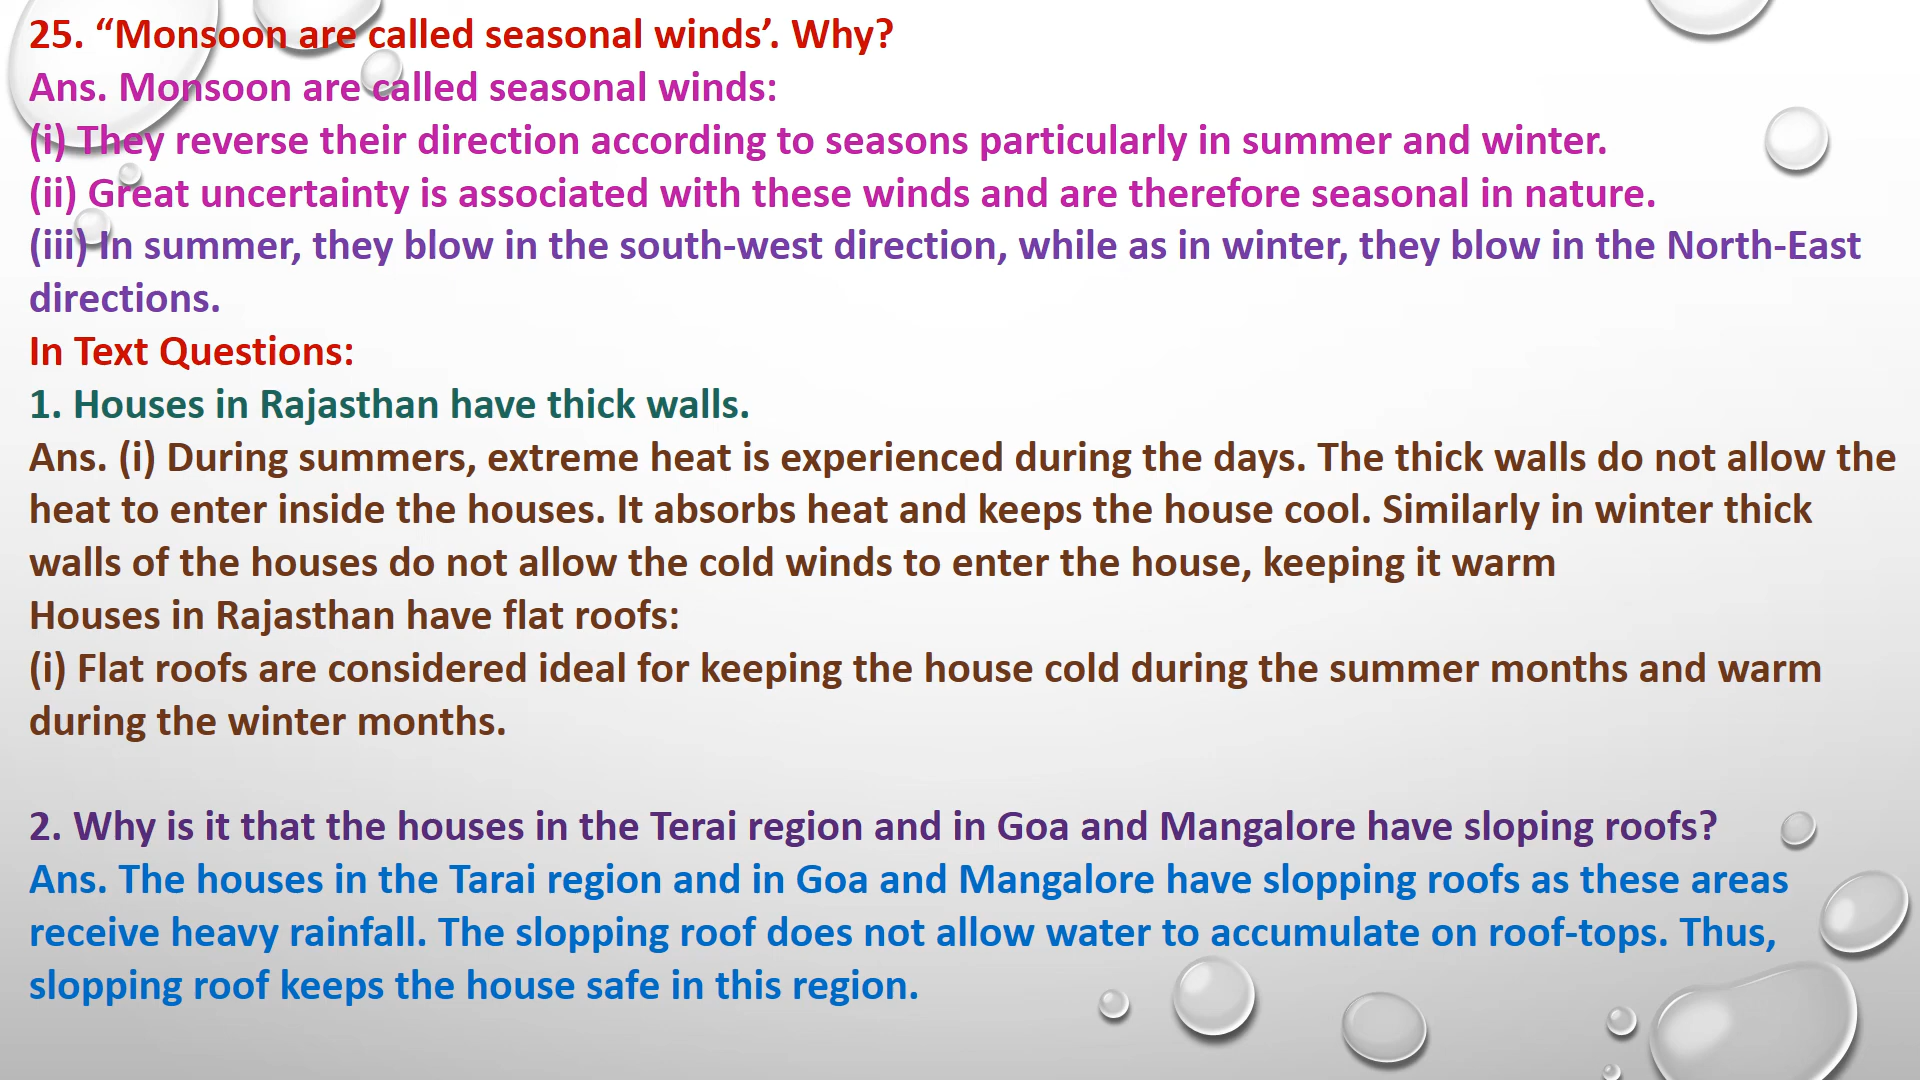 25. “Monsoon are called seasonal winds’. Why?
Ans. Monsoon are called seasonal winds:
(i) They reverse their direction according to seasons particularly in summer and winter.
(ii) Great uncertainty is associated with these winds and are therefore seasonal in nature.
(iii) In summer, they blow in the south-west direction, while as in winter, they blow in the North-East
directions.
In Text Questions:
1. Houses in Rajasthan have thick walls.
Ans. (i) During summers, extreme heat is experienced during the days. The thick walls do not allow the
heat to enter inside the houses. It absorbs heat and keeps the house cool. Similarly in winter thick
walls of the houses do not allow the cold winds to enter the house, keeping it warm
Houses in Rajasthan have flat roofs:
(i) Flat roofs are considered ideal for keeping the house cold during the summer months and warm
during the winter months.
2. Why is it that the houses in the Terai region and in Goa and Mangalore have sloping roofs?
Ans. The houses in the Tarai region and in Goa and Mangalore have slopping roofs as these areas
receive heavy rainfall. The slopping roof does not allow water to accumulate on roof-tops. Thus,
slopping roof keeps the house safe in this region.